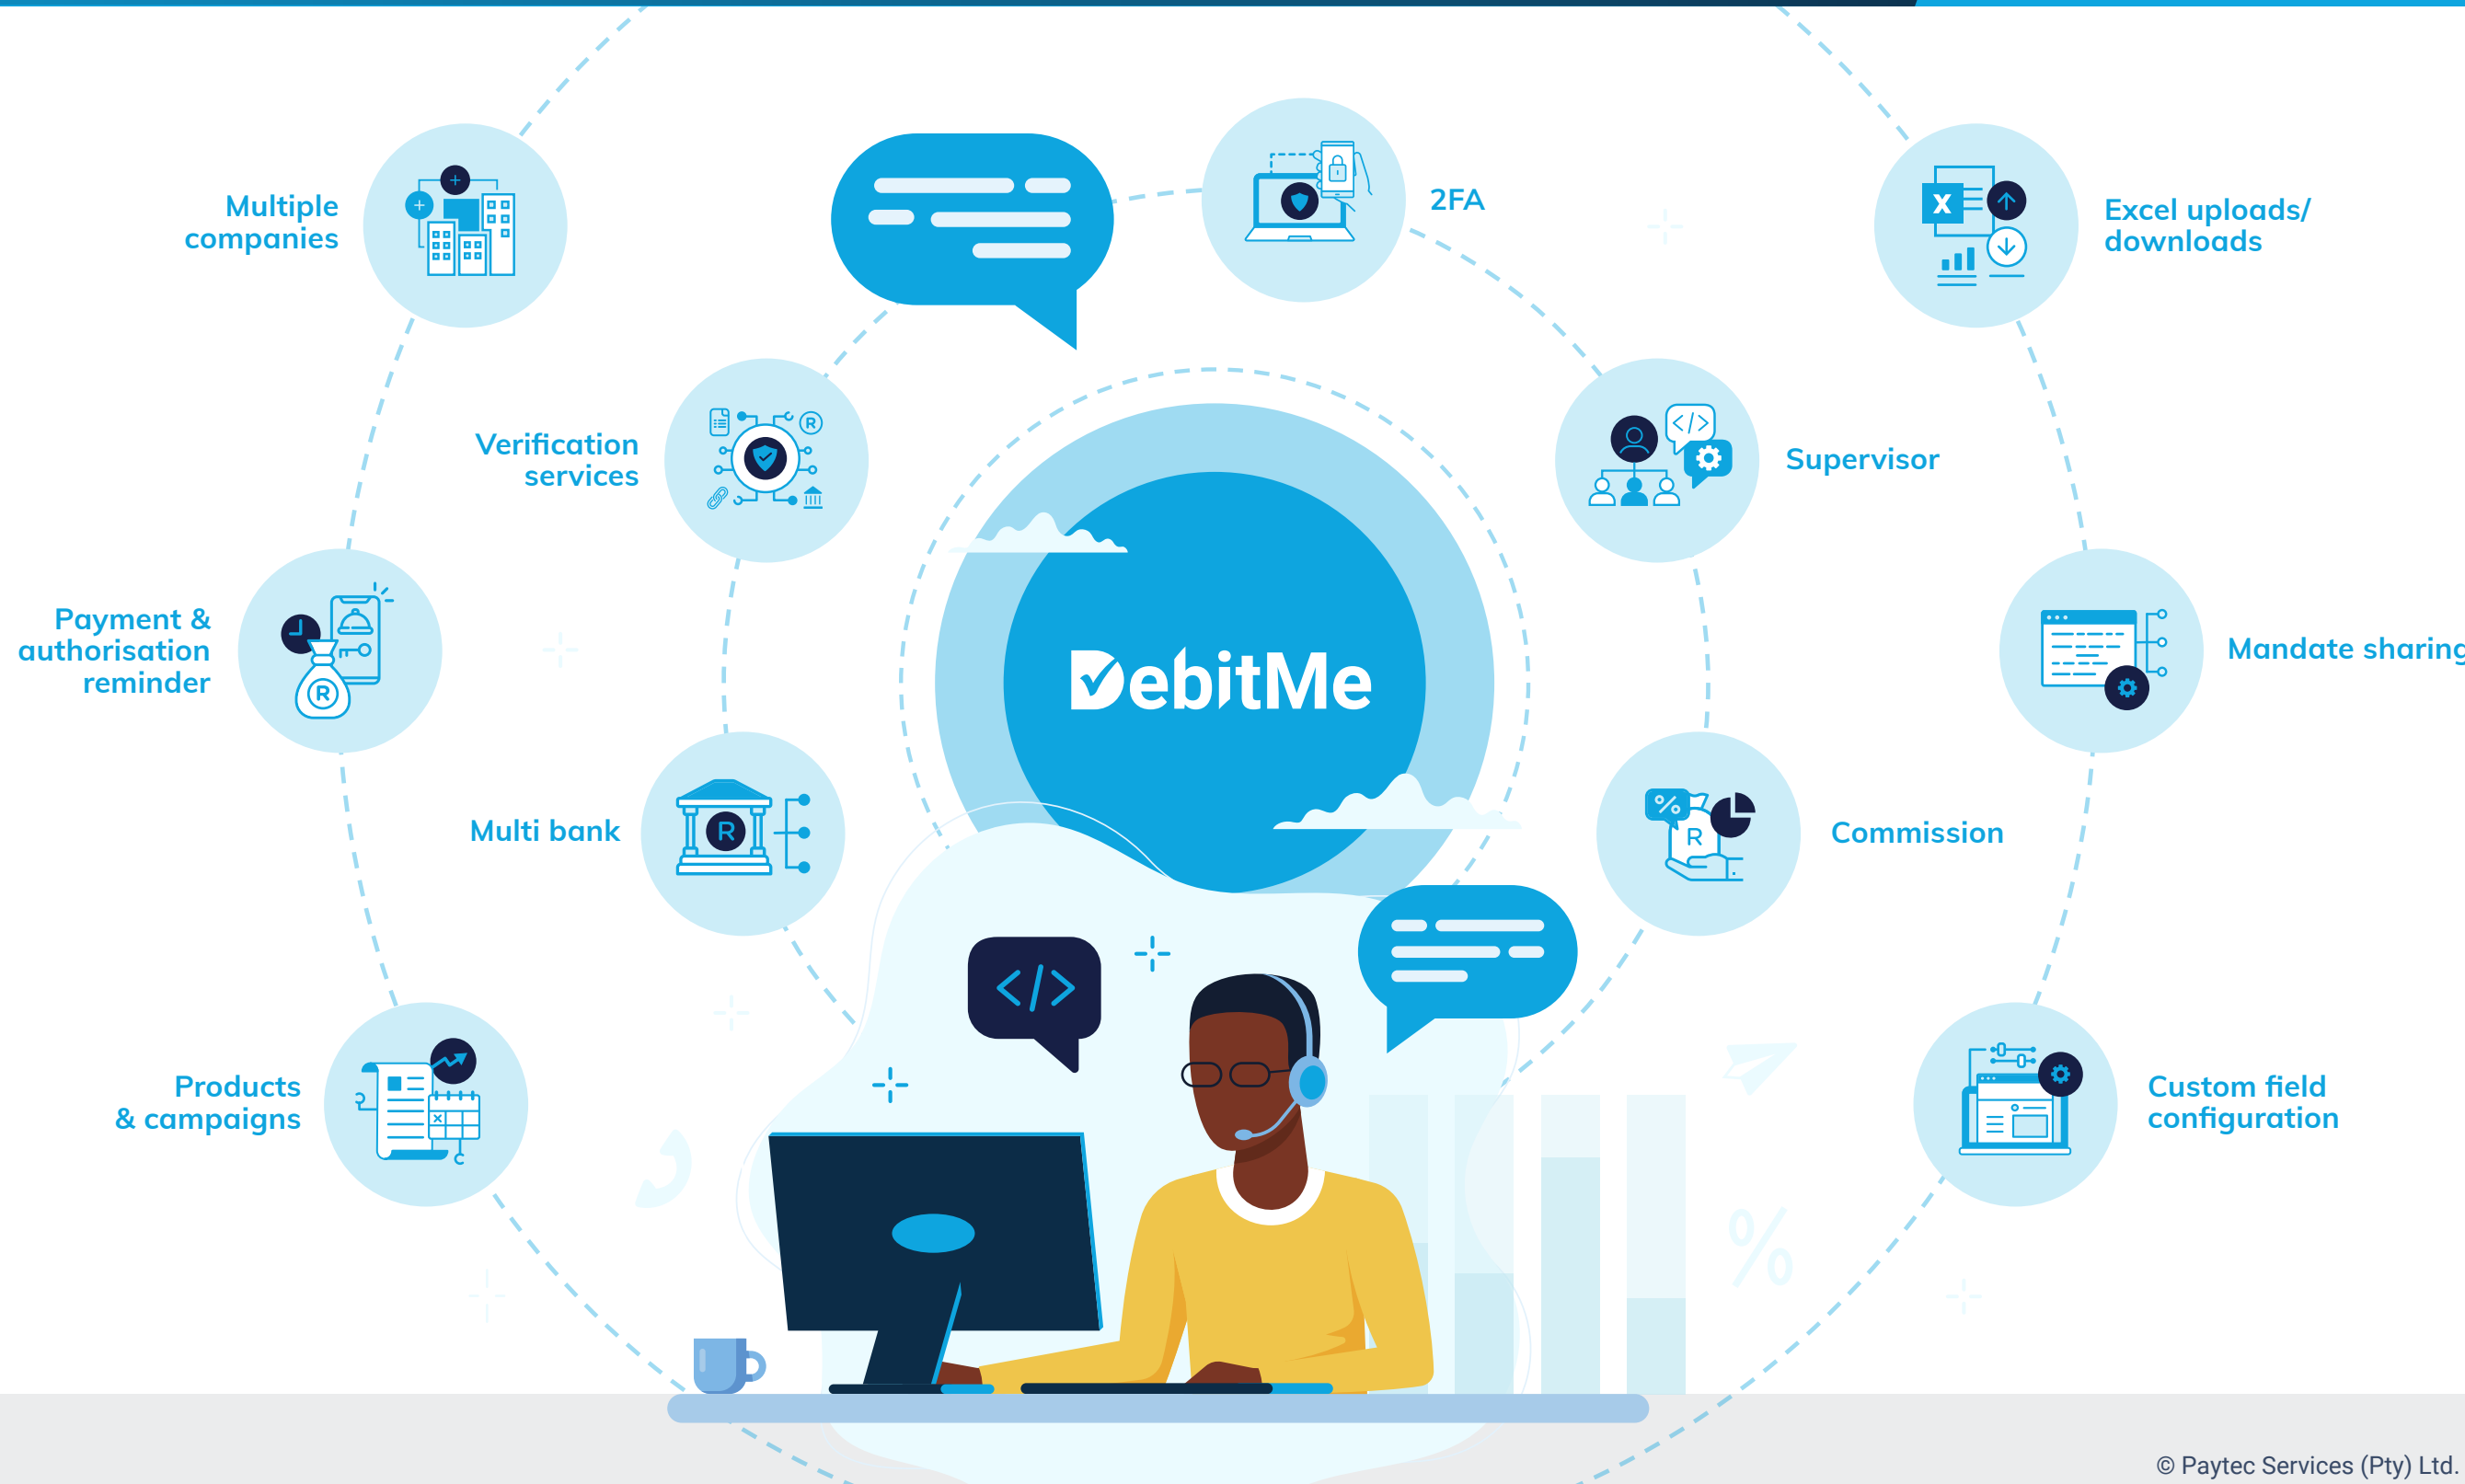 2FA
Multiple
companies
Excel uploads/
downloads
Verification
services
Supervisor
Payment &
authorisation
reminder
Mandate sharing
DebitMe
Multi bank
Commission
Products
& campaigns
Custom field
configuration
© Paytec Services (Pty) Ltd.